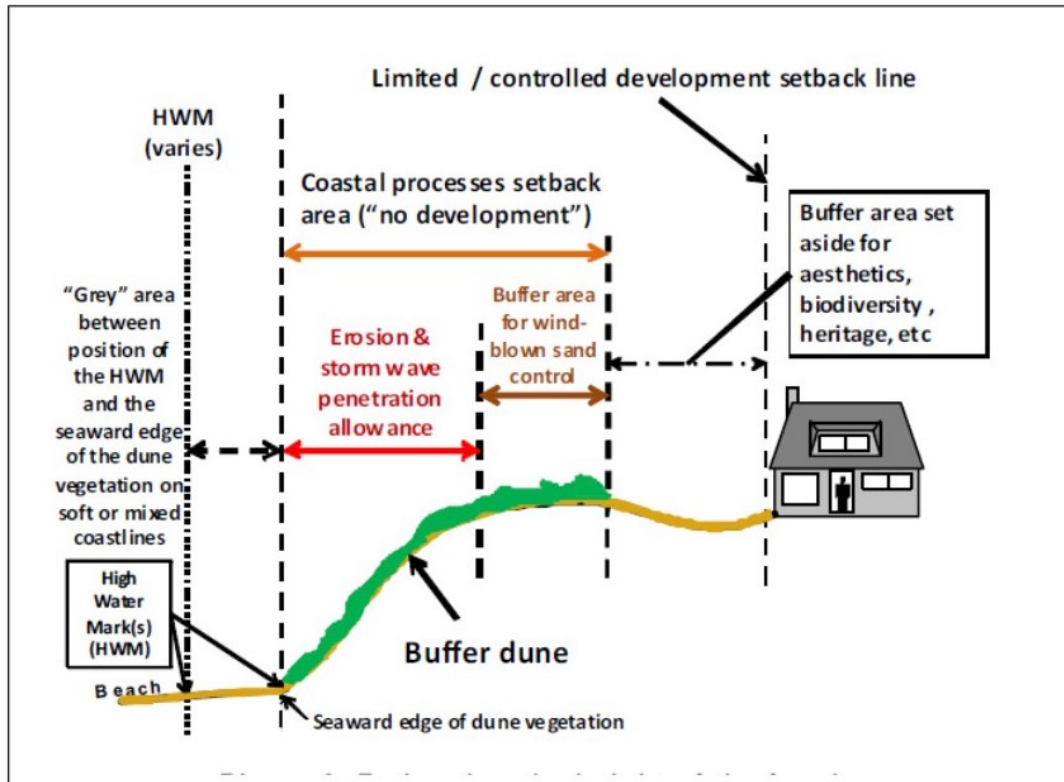 Limited / controlled development setback line
HWM
(varies)
Coastal processes setback
area (“no development”)
Buffer area set
aside for
aesthetics,
biodiversity ,
heritage, etc
“Grey” area
between
position of
the HWM
and the
seaward edge
of the dune
vegetation on
soft or mixed
coastlines
Erosion &
storm wave
penetration
allowance
Buffer area
for wind-
blown sand
control
High
Water
Mark(s)
(HWM)
Buffer dune
Beach
Seaward edge of dune vegetation